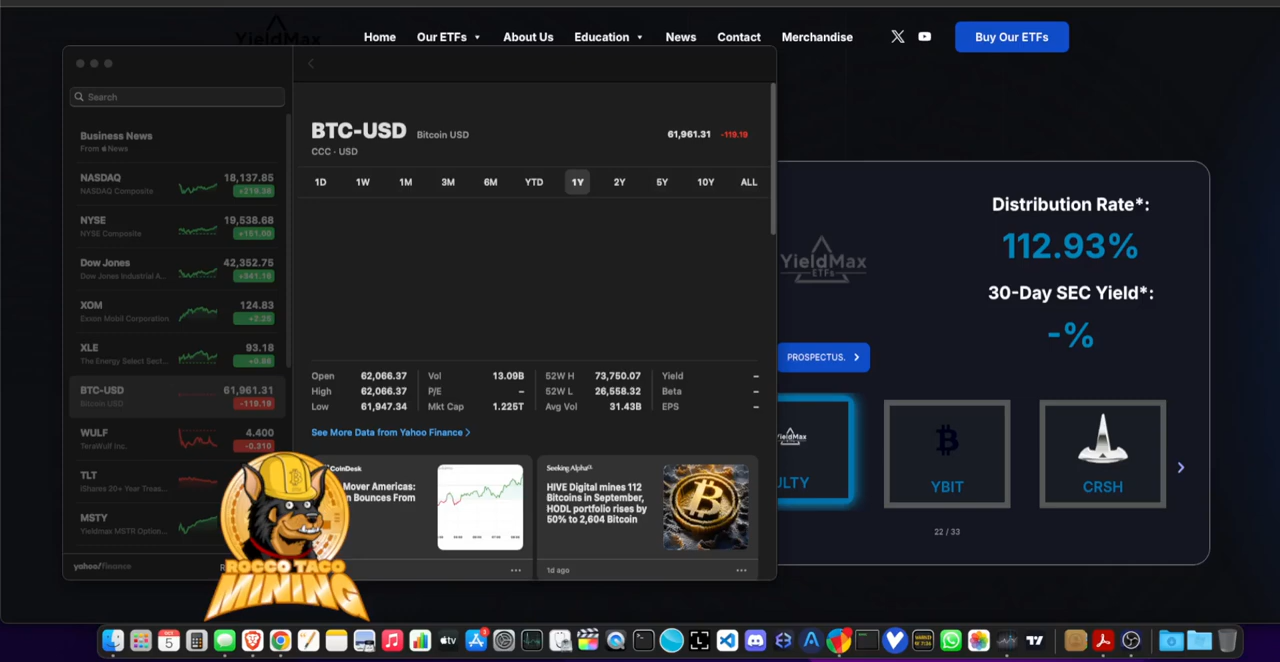 YieldMax
Home
Our ETFs
About Us
Education
News
Contact
Merchandise
Buy Our ETFs
Search
Business News
From News
NASDAQ
18,137.85
NASDAQ Composite
+219.38
NYSE
19,538.68
NYSE Composite
+151.00
Dow Jones
42,352.75
Dow Jones Industrial A...
+341.16
XOM
124.83
Exxon Mobil Corporation
+2.25
XLE
93.18
The Energy Select Sect...
+0.86
BTC-USD
61,961.31
Bitcoin USD
-119.19
WULF
4.400
TeraWulf Inc.
-0.310
TLT
iShares 20+ Year Treas...
MSTY
Yieldmax MSTR Option...
yahoo!finance
BTC-USD Bitcoin USD
61,961.31 -119.19
CCC - USD
1D 1W 1M 3M 6M YTD 1Y 2Y 5Y 10Y ALL
Open 62,066.37 Vol 13.09B 52W H 73,750.07 Yield –
High 62,066.37 P/E – 52W L 26,558.32 Beta –
Low 61,947.34 Mkt Cap 1.225T Avg Vol 31.43B EPS –
See More Data from Yahoo Finance
CoinDesk
Mover Americas:
n Bounces From
Seeking Alpha
HIVE Digital mines 112
Bitcoins in September,
HODL portfolio rises by
50% to 2,604 Bitcoin
1d ago
Distribution Rate*:
112.93%
30-Day SEC Yield*:
-%
YieldMax
ETFs
PROSPECTUS.
YieldMax
ULTY
YBIT
CRSH
22 / 33
ROCCO TACO
MINING
OCT
5
tv